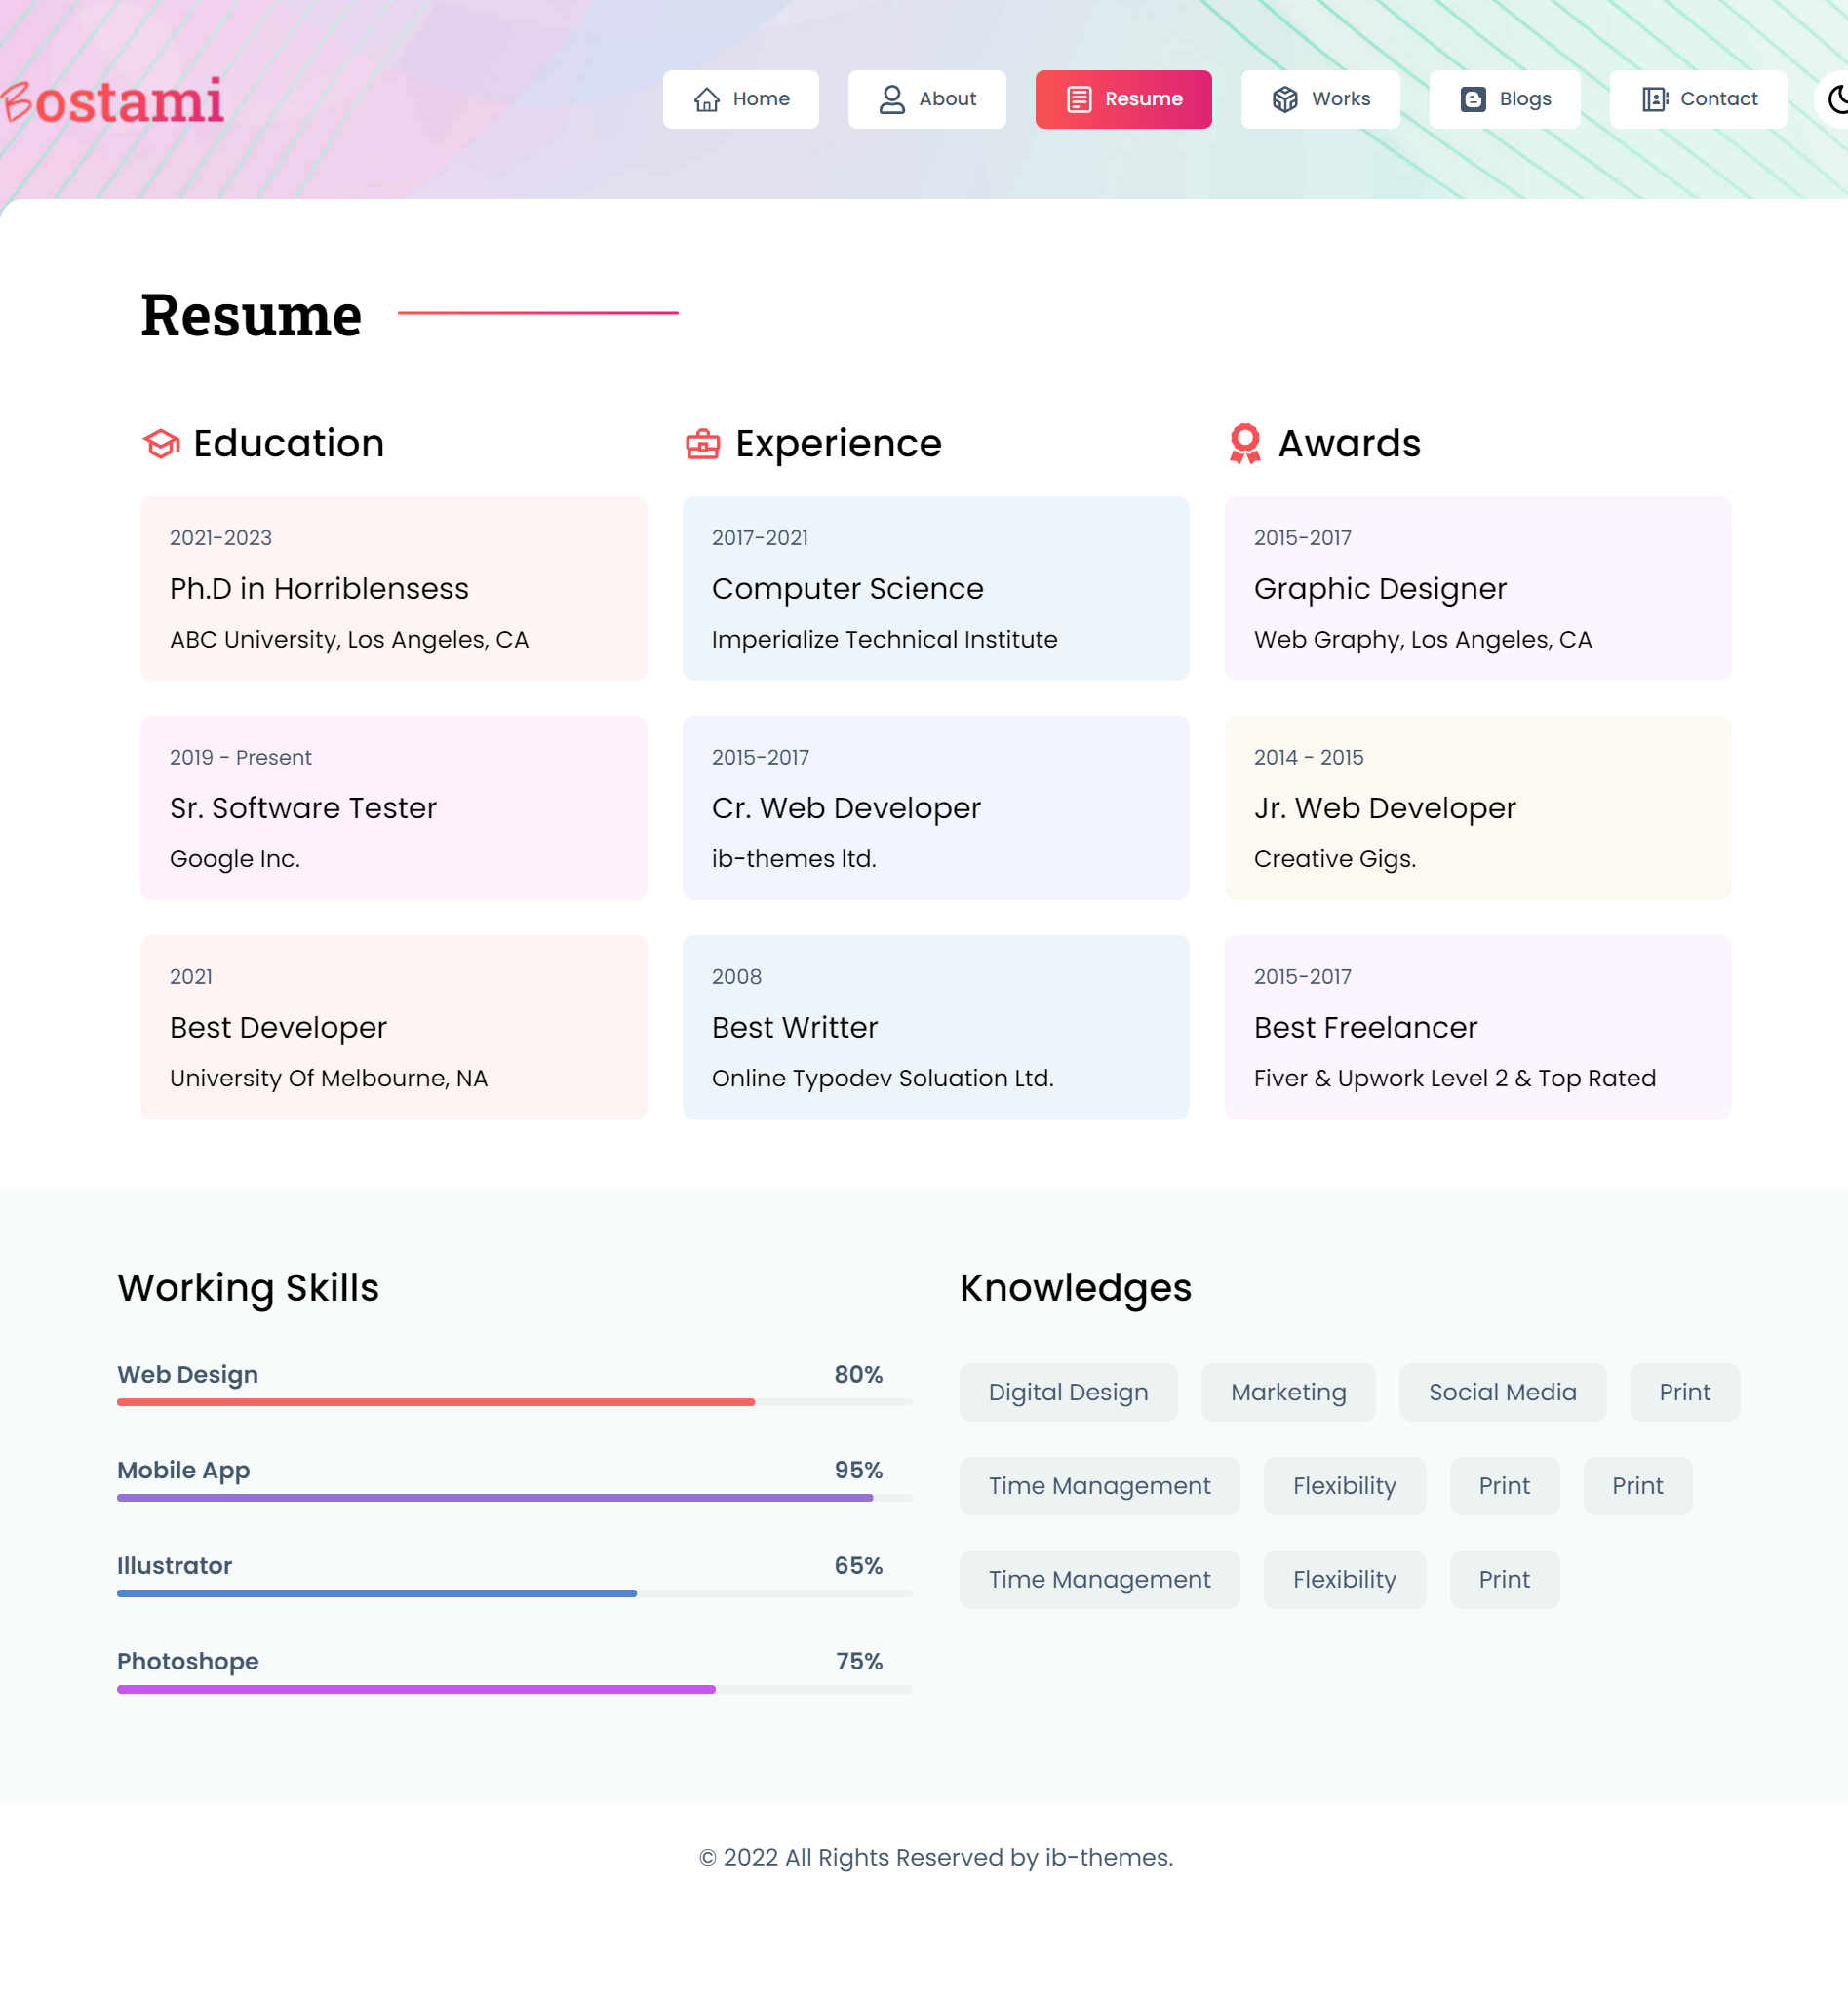 Bostami
Home
About
Resume
Works
Blogs
Contact
Resume
Education
2021-2023
Ph.D in Horriblensess
ABC University, Los Angeles, CA
2019 - Present
Sr. Software Tester
Google Inc.
2021
Best Developer
University Of Melbourne, NA
Experience
2017-2021
Computer Science
Imperialize Technical Institute
2015-2017
Cr. Web Developer
ib-themes ltd.
2008
Best Writter
Online Typodev Soluation Ltd.
Awards
2015-2017
Graphic Designer
Web Graphy, Los Angeles, CA
2014 - 2015
Jr. Web Developer
Creative Gigs.
2015-2017
Best Freelancer
Fiver & Upwork Level 2 & Top Rated
Working Skills
Web Design 80%
Mobile App 95%
Illustrator 65%
Photoshope 75%
Knowledges
Digital Design Marketing Social Media Print
Time Management Flexibility Print Print
Time Management Flexibility Print
© 2022 All Rights Reserved by ib-themes.